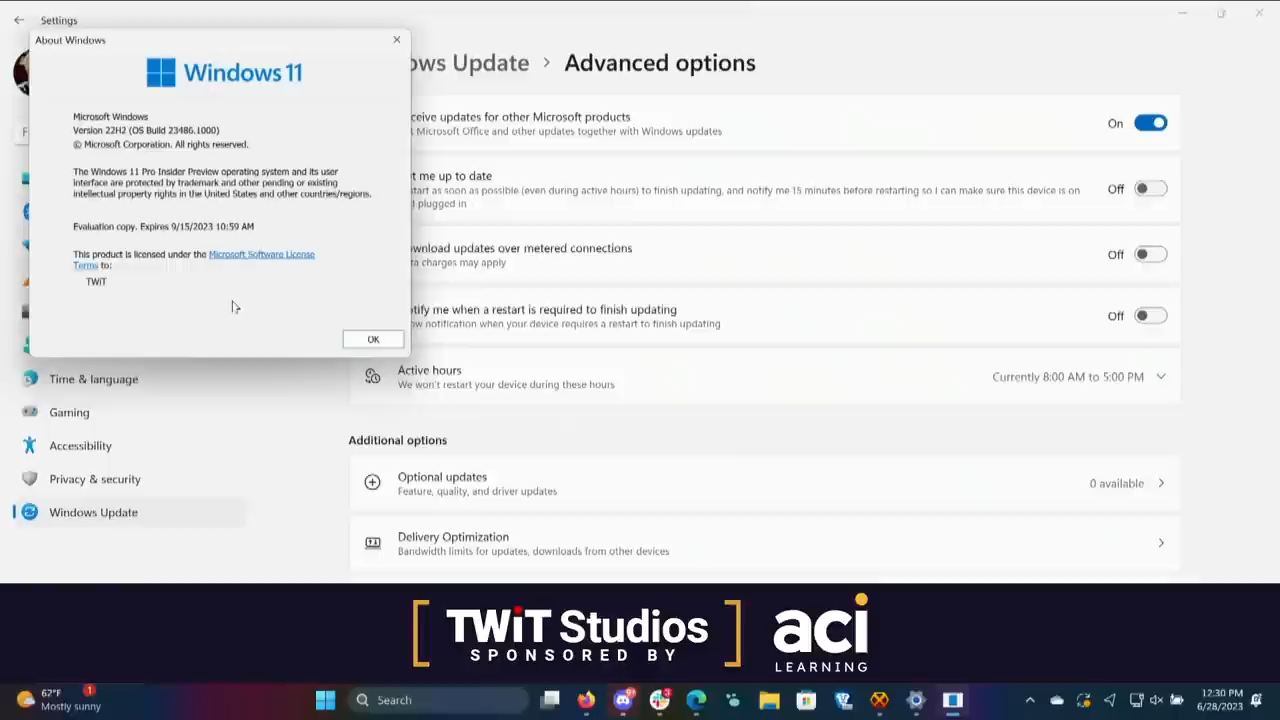 Settings
About Windows
Windows 11
Microsoft Windows
Version 22H2 (OS Build 23486.1000)
© Microsoft Corporation. All rights reserved.
The Windows 11 Pro Insider Preview operating system and its user
interface are protected by trademark and other pending or existing
intellectual property rights in the United States and other countries/regions.
Evaluation copy. Expires 9/15/2023 10:59 AM
This product is licensed under the Microsoft Software License
Terms to:
TWiT
OK
F
Time & language
Gaming
Accessibility
Privacy & security
Windows Update
ows Update > Advanced options
ceive updates for other Microsoft products
t Microsoft Office and other updates together with Windows updates
On
t me up to date
tart as soon as possible (even during active hours) to finish updating, and notify me 15 minutes before restarting so I can make sure this device is on
plugged in
Off
wnload updates over metered connections
ta charges may apply
Off
tify me when a restart is required to finish updating
ow notification when your device requires a restart to finish updating
Off
Active hours
We won't restart your device during these hours
Currently 8:00 AM to 5:00 PM
Additional options
Optional updates
Feature, quality, and driver updates
0 available
Delivery Optimization
Bandwidth limits for updates, downloads from other devices
[ TWiT Studios ]
SPONSORED BY
aci
LEARNING
62°F
Mostly sunny
1
Search
12:30 PM
6/28/2023